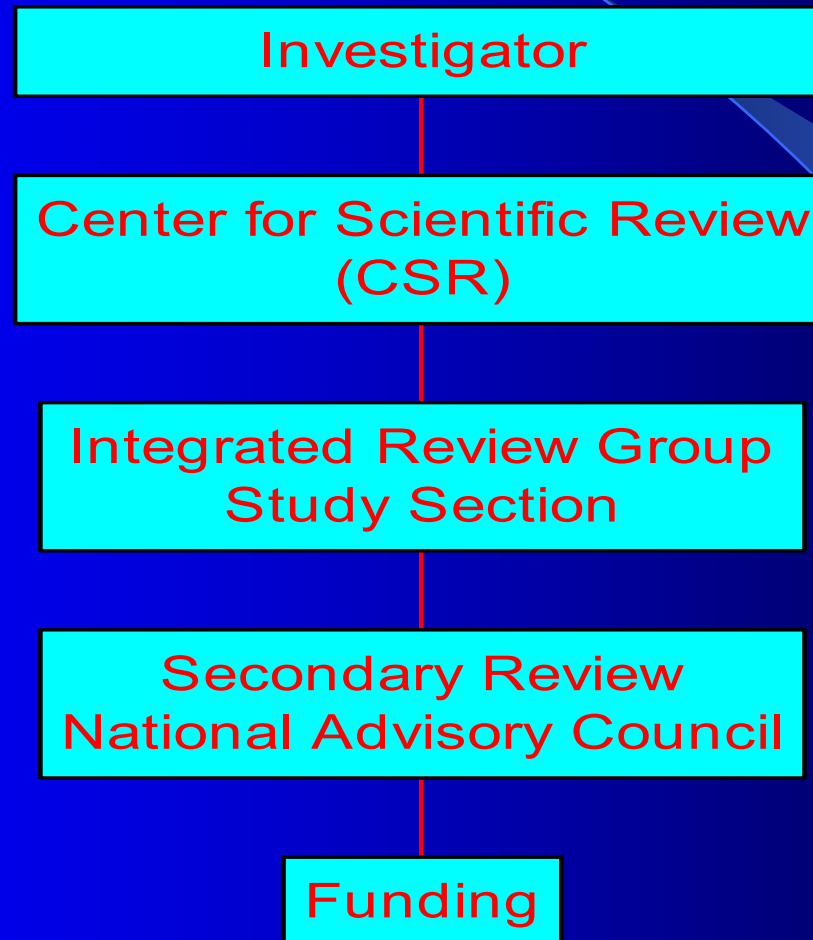 Investigator
Center for Scientific Review
(CSR)
Integrated Review Group
Study Section
Secondary Review
National Advisory Council
Funding